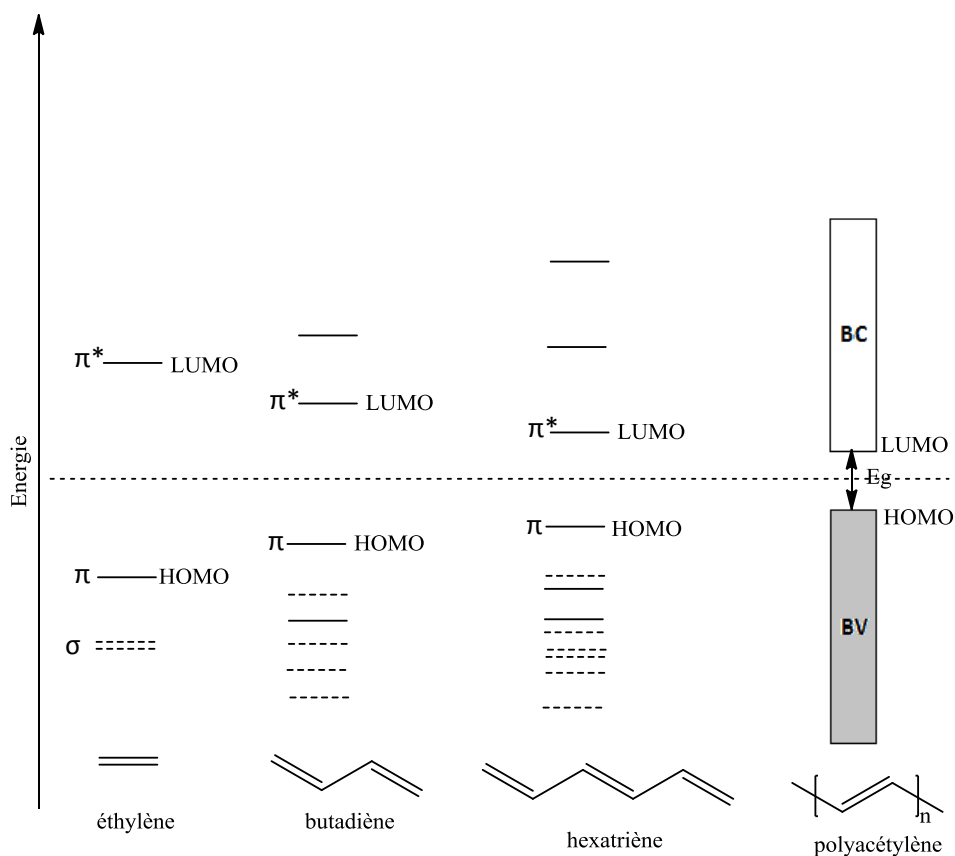 Energie
BC
π* LUMO
π* LUMO
π* LUMO
LUMO
Eg
HOMO
π HOMO
π HOMO
π HOMO
BV
σ
n
éthylène
butadiène
hexatriène
polyacétylène